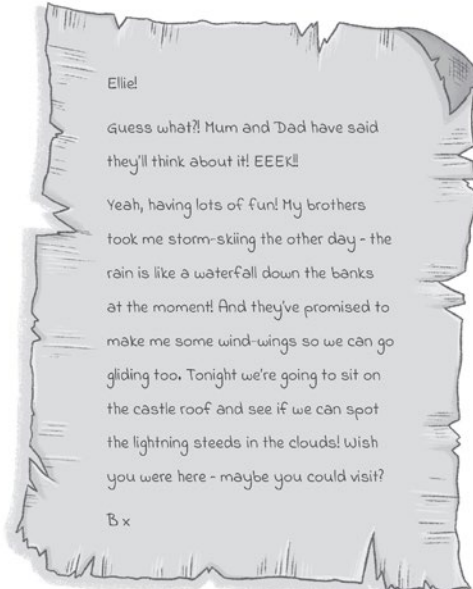 Ellie!
Guess what?! Mum and Dad have said
they'll think about it! EEEK!!
Yeah, having lots of fun! My brothers
took me storm-skiing the other day - the
rain is like a waterfall down the banks
at the moment! And they've promised to
make me some wind-wings so we can go
gliding too. Tonight we're going to sit on
the castle roof and see if we can spot
the lightning steeds in the clouds! Wish
you were here - maybe you could visit?
B x